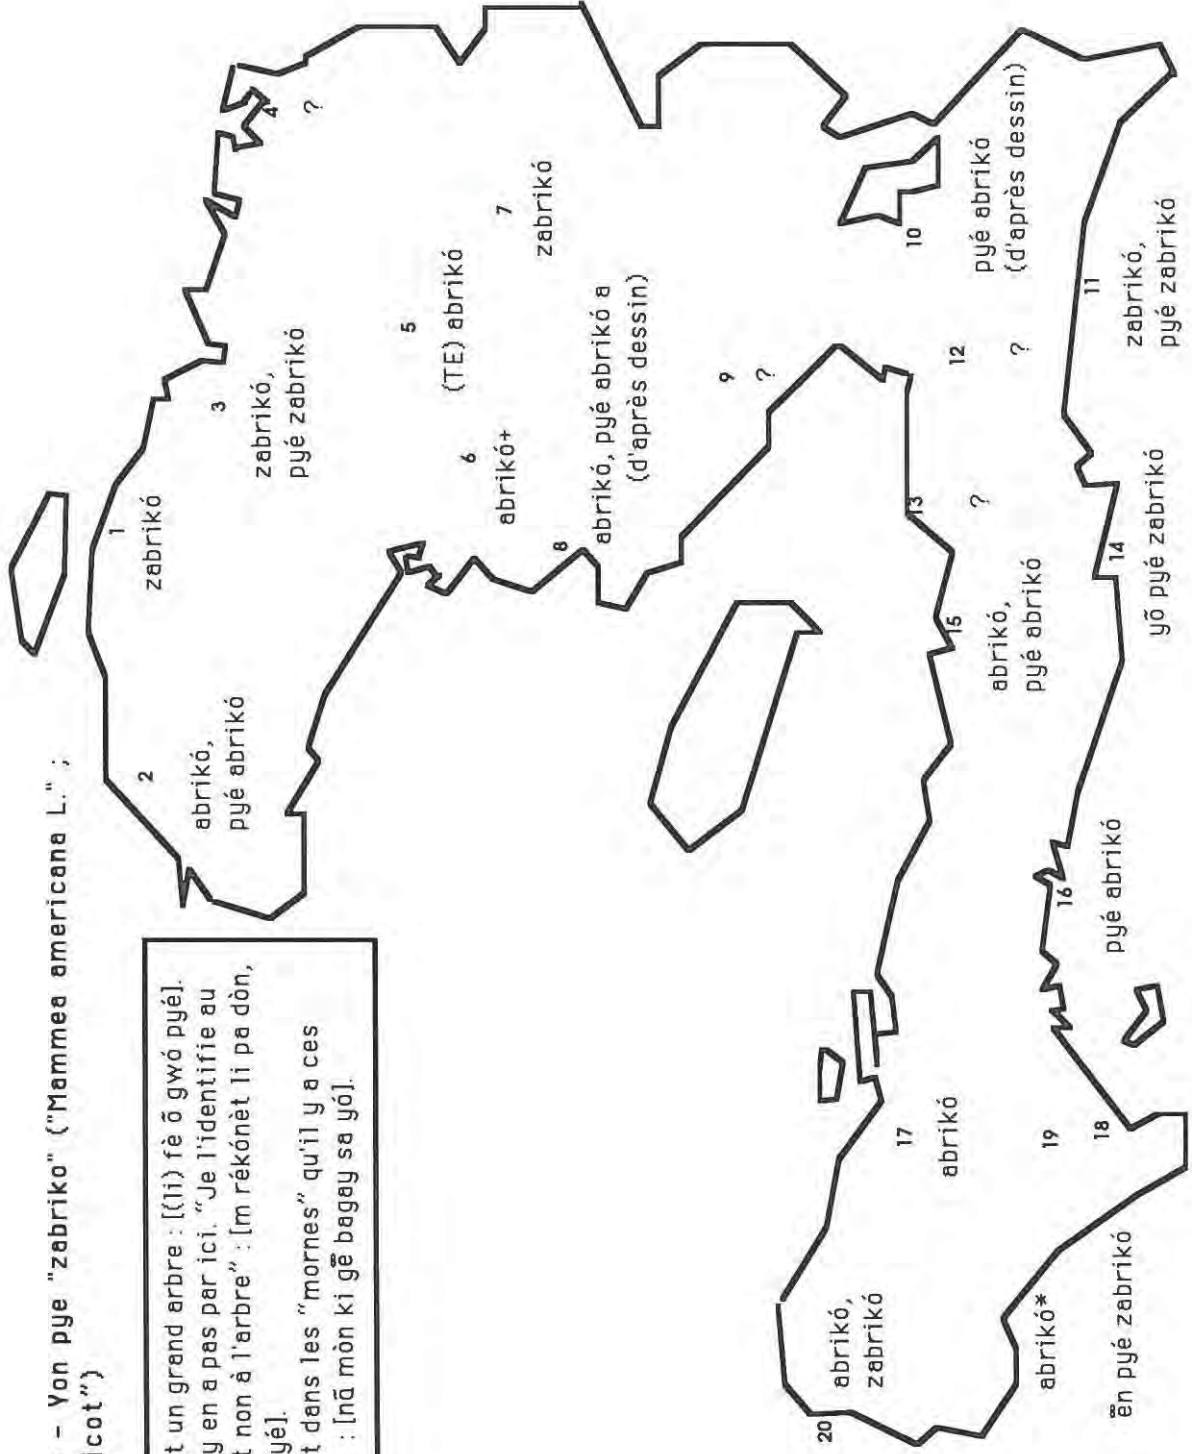 - Yon pye "zabriko" ("Mammea americana L." ;
icot")
t un grand arbre : [(li) fè õ gwó pyé].
y en a pas par ici. "Je l'identifie au
t non à l'arbre" : [m rékónèt li pa dòn,
yé].
t dans les "mornes" qu'il y a ces
: [nã mòn ki gẽ bagay sa yó].
1
zabrikó
2
abrikó,
pyé abrikó
3
zabrikó,
pyé zabrikó
4
?
5
(TE) abrikó
6
abrikó+
7
zabrikó
8
abrikó, pyé abrikó a
(d'après dessin)
9
?
10
pyé abrikó
(d'après dessin)
11
zabrikó,
pyé zabrikó
12
?
13
?
14
yõ pyé zabrikó
15
abrikó,
pyé abrikó
16
pyé abrikó
17
abrikó
18
ẽn pyé zabrikó
19
abrikó*
20
abrikó,
zabrikó